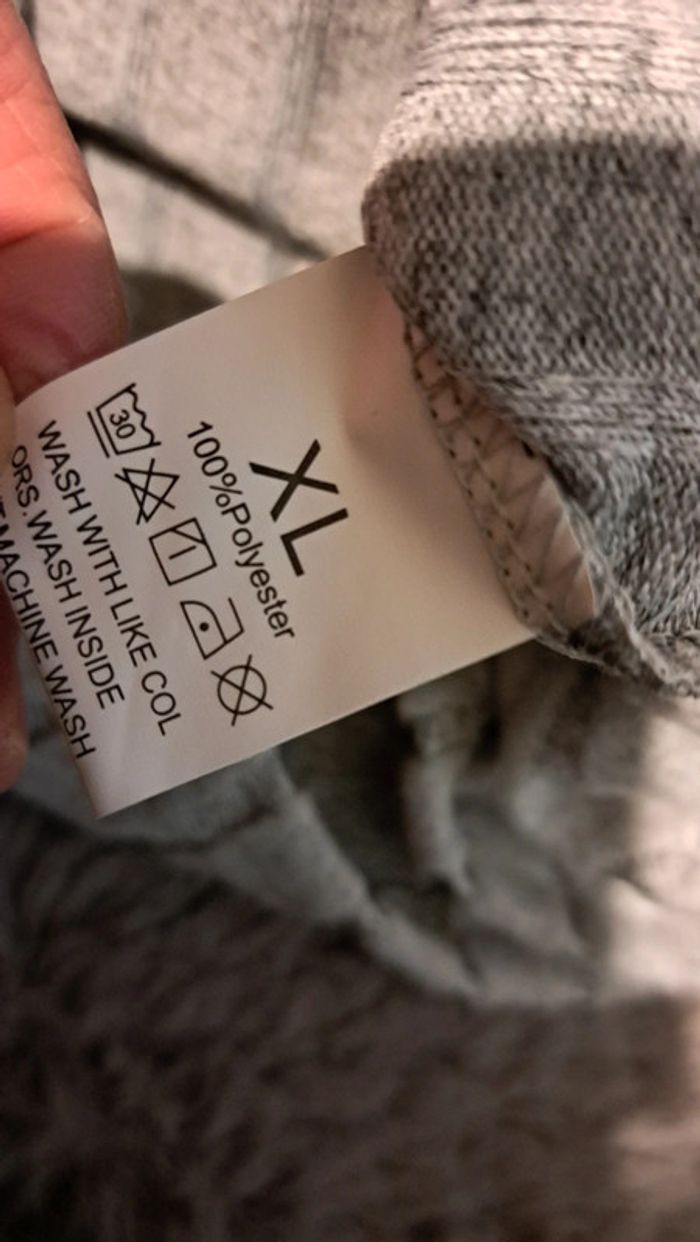 XL
100%Polyester
30
WASH WITH LIKE COL
ORS.WASH INSIDE
MACHINE WASH